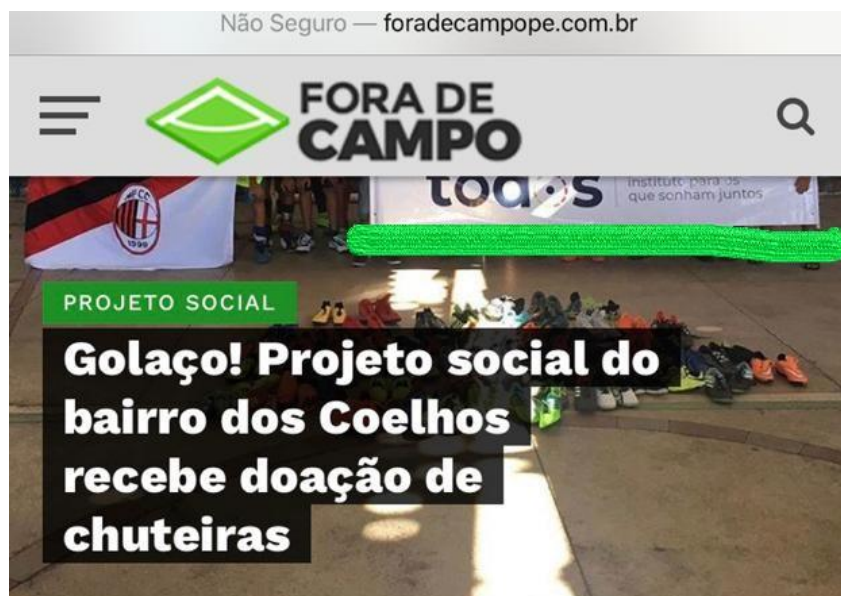 Não Seguro — foradecampope.com.br
FORA DE
CAMPO
todos
instituto para os
que sonham juntos
1999
PROJETO SOCIAL
Golaço! Projeto social do
bairro dos Coelhos
recebe doação de
chuteiras